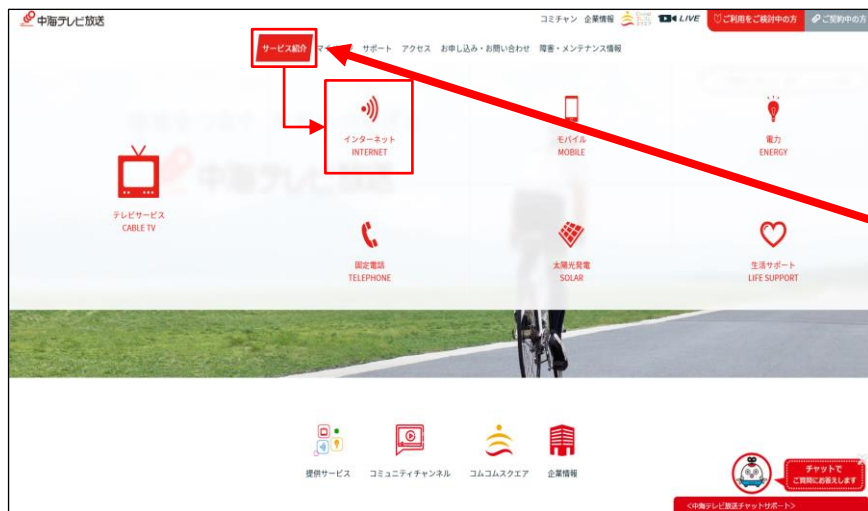 中海テレビ放送
コミチャン 企業情報 LIVE ご利用をご検討中の方 ご契約中の方
サービス紹介 サポート アクセス お申し込み・お問い合わせ 障害・メンテナンス情報
インターネット
INTERNET
モバイル
MOBILE
電力
ENERGY
テレビサービス
CABLE TV
固定電話
TELEPHONE
太陽光発電
SOLAR
生活サポート
LIFE SUPPORT
中海テレビ放送
提供サービス コミュニティチャンネル コムコムスクエア 企業情報
チャットで
ご質問にお答えします
<中海テレビ放送チャットサポート>